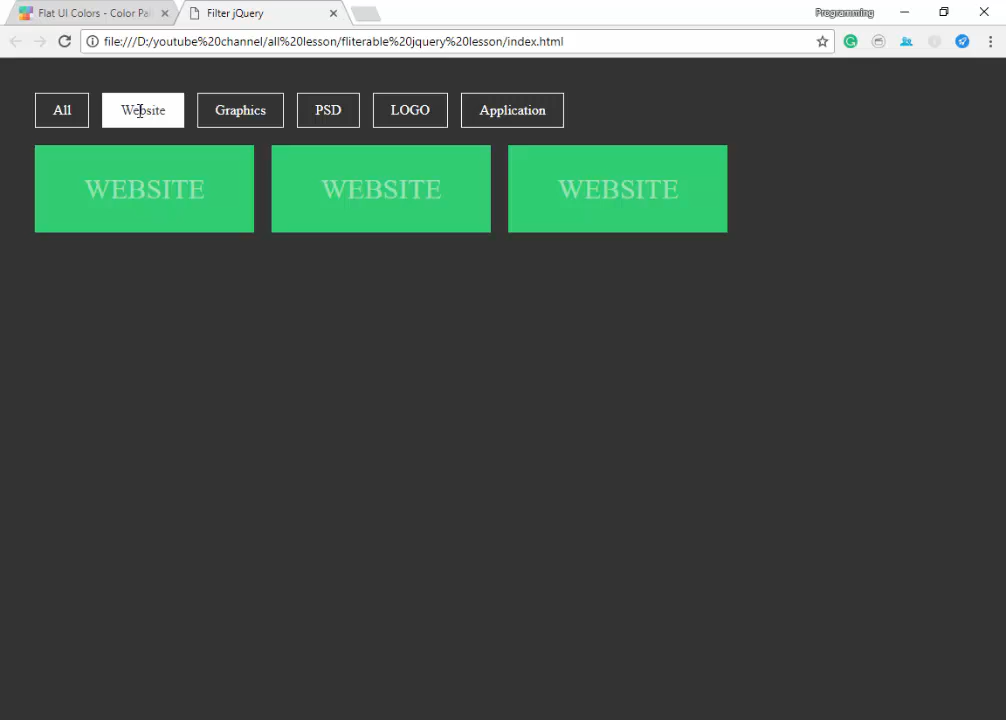 Flat UI Colors - Color Pal
Filter jQuery
Programming
file:///D:/youtube%20channel/all%20lesson/fliterable%20jquery%20lesson/index.html
All
Website
Graphics
PSD
LOGO
Application
WEBSITE
WEBSITE
WEBSITE